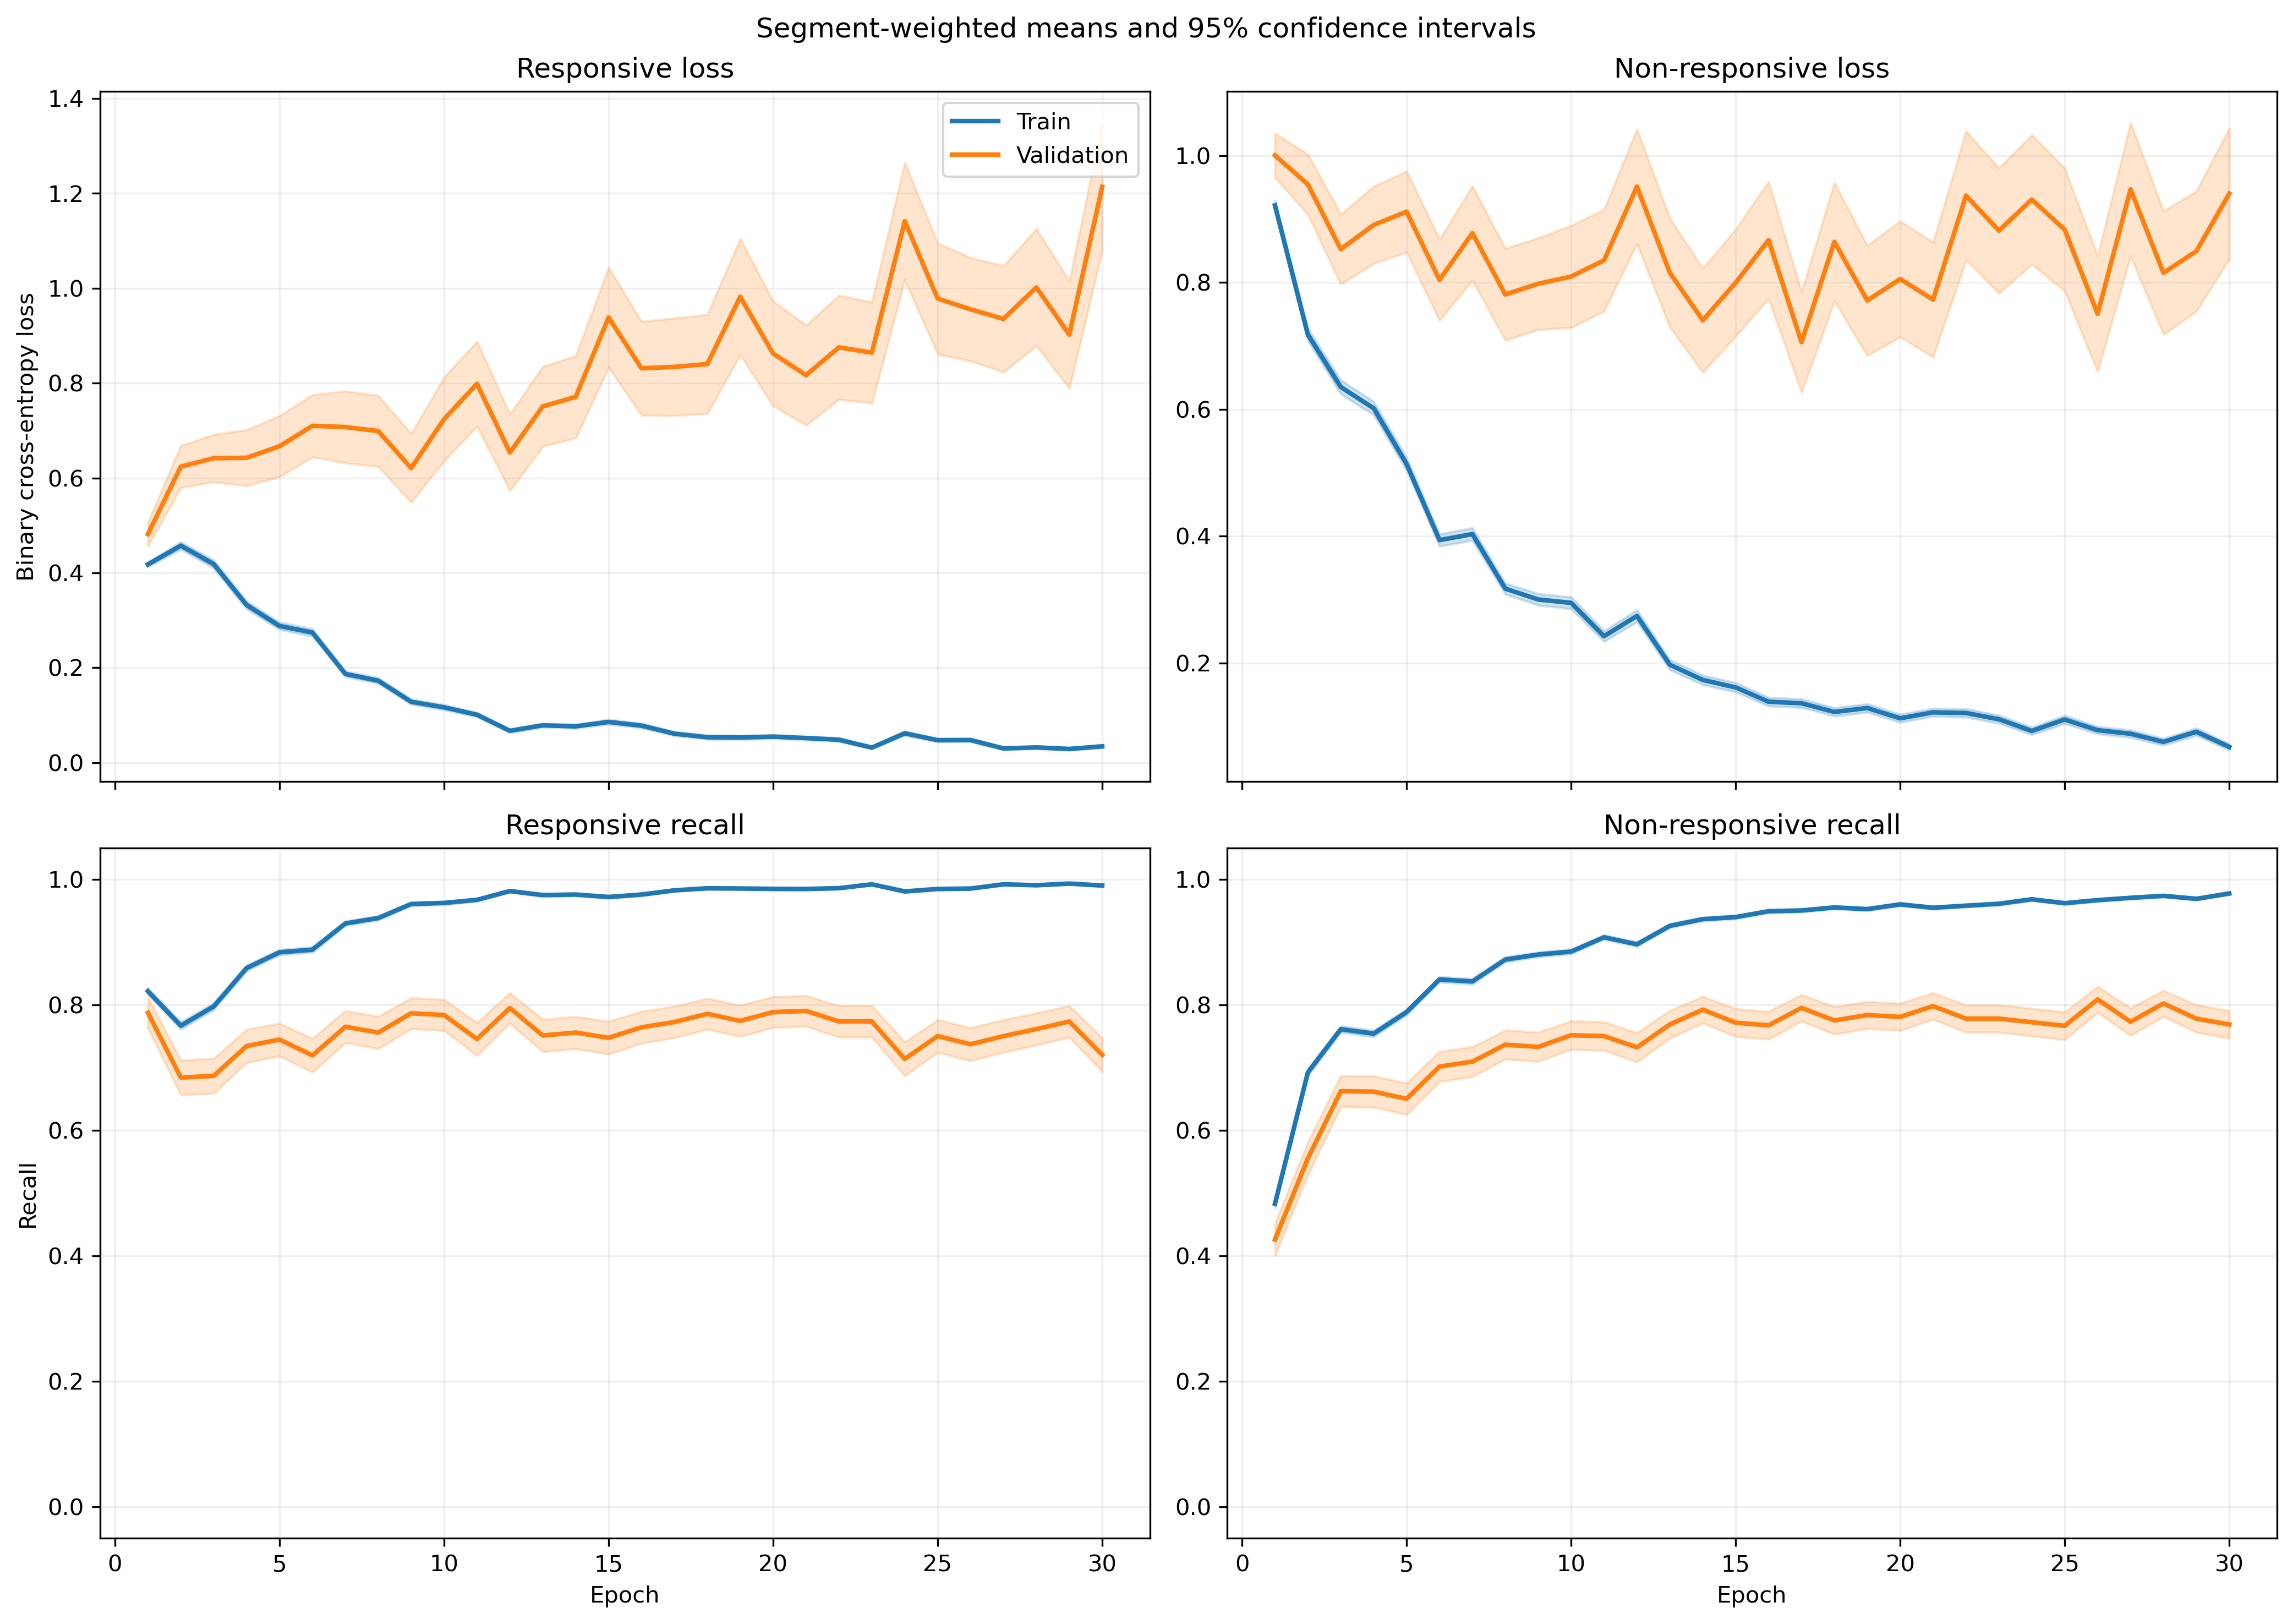 Segment-weighted means and 95% confidence intervals
Responsive loss
Non-responsive loss
Binary cross-entropy loss
1.4
1.2
1.0
0.8
0.6
0.4
0.2
0.0
Train
Validation
1.0
0.8
0.6
0.4
0.2
Responsive recall
Non-responsive recall
Recall
1.0
0.8
0.6
0.4
0.2
0.0
0 5 10 15 20 25 30
Epoch
1.0
0.8
0.6
0.4
0.2
0.0
0 5 10 15 20 25 30
Epoch